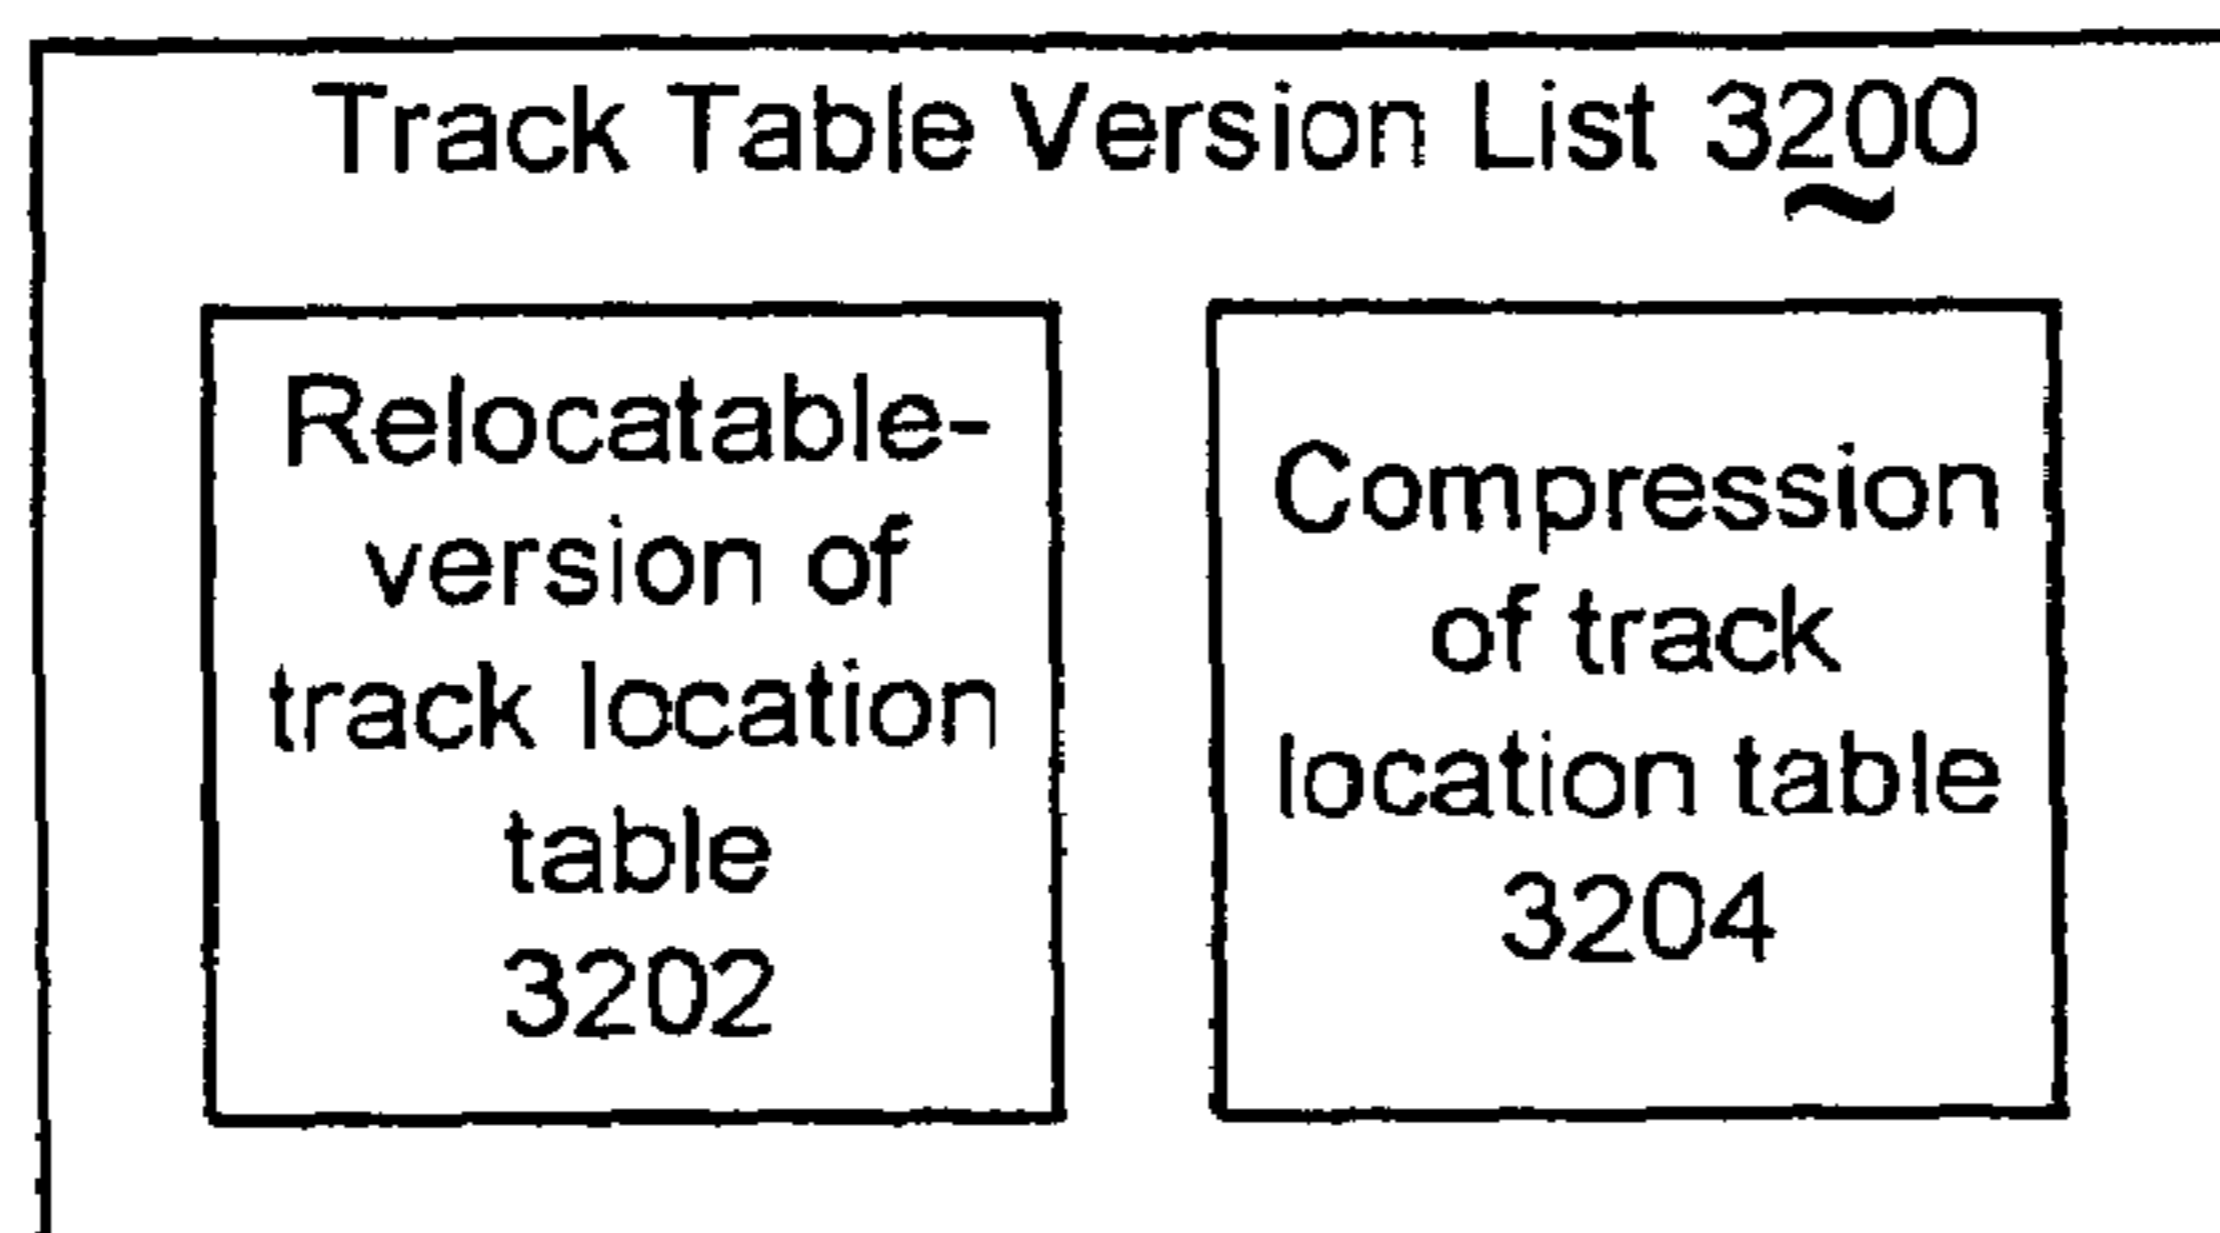 Track Table Version List 3200
Relocatable-
version of
track location
table
3202
Compression
of track
location table
3204